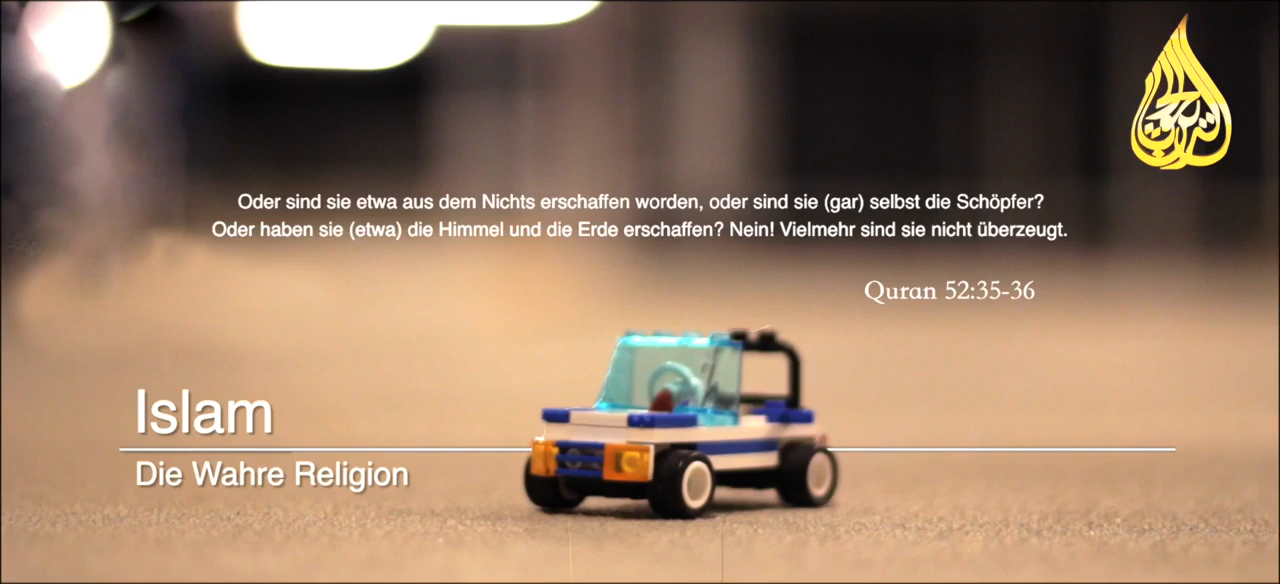 Oder sind sie etwa aus dem Nichts erschaffen worden, oder sind sie (gar) selbst die Schöpfer?
Oder haben sie (etwa) die Himmel und die Erde erschaffen? Nein! Vielmehr sind sie nicht überzeugt.
Quran 52:35-36
Islam
Die Wahre Religion